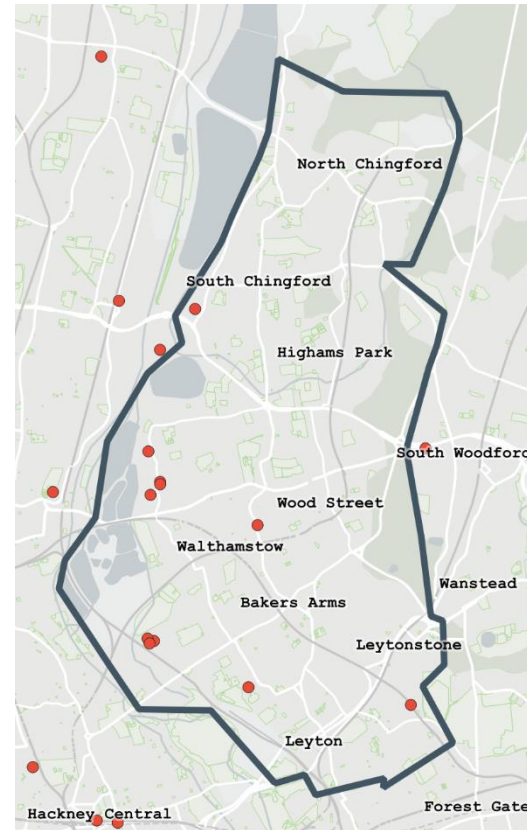 North Chingford
South Chingford
Highams Park
South Woodford
Wood Street
Walthamstow
Wanstead
Bakers Arms
Leytonstone
Leyton
Forest Gate
Hackney Central